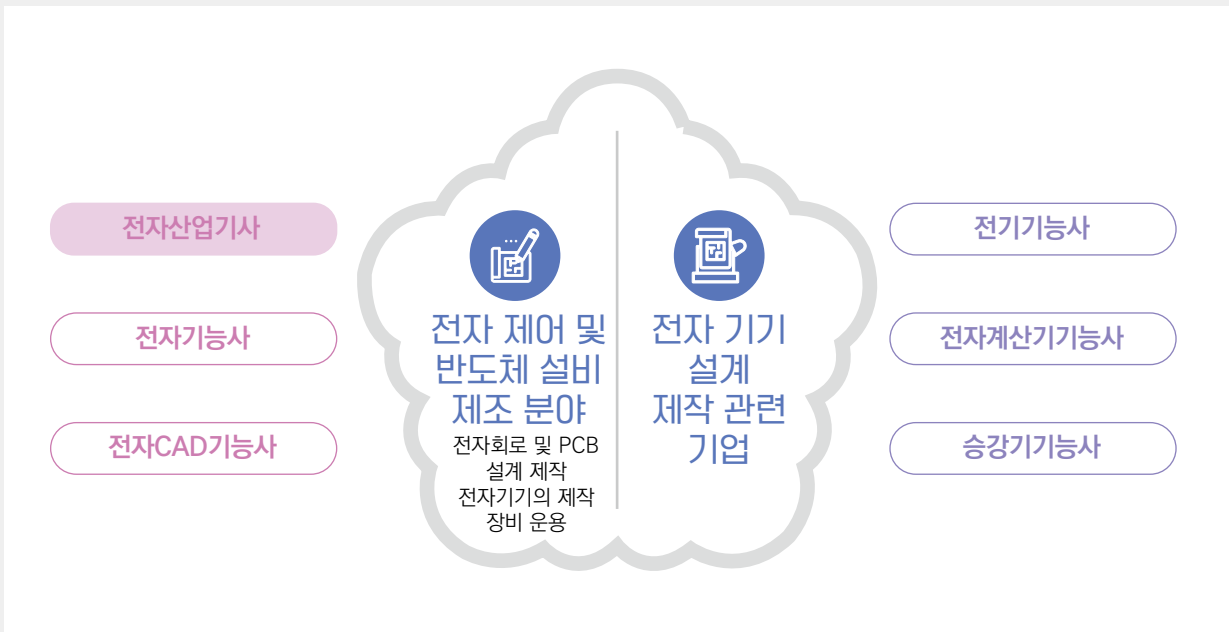 전자산업기사
전자기능사
전자CAD기능사
전자 제어 및
반도체 설비
제조 분야
전자회로 및 PCB
설계 제작
전자기기의 제작
장비 운용
전자 기기
설계
제작 관련
기업
전기기능사
전자계산기기능사
승강기기능사